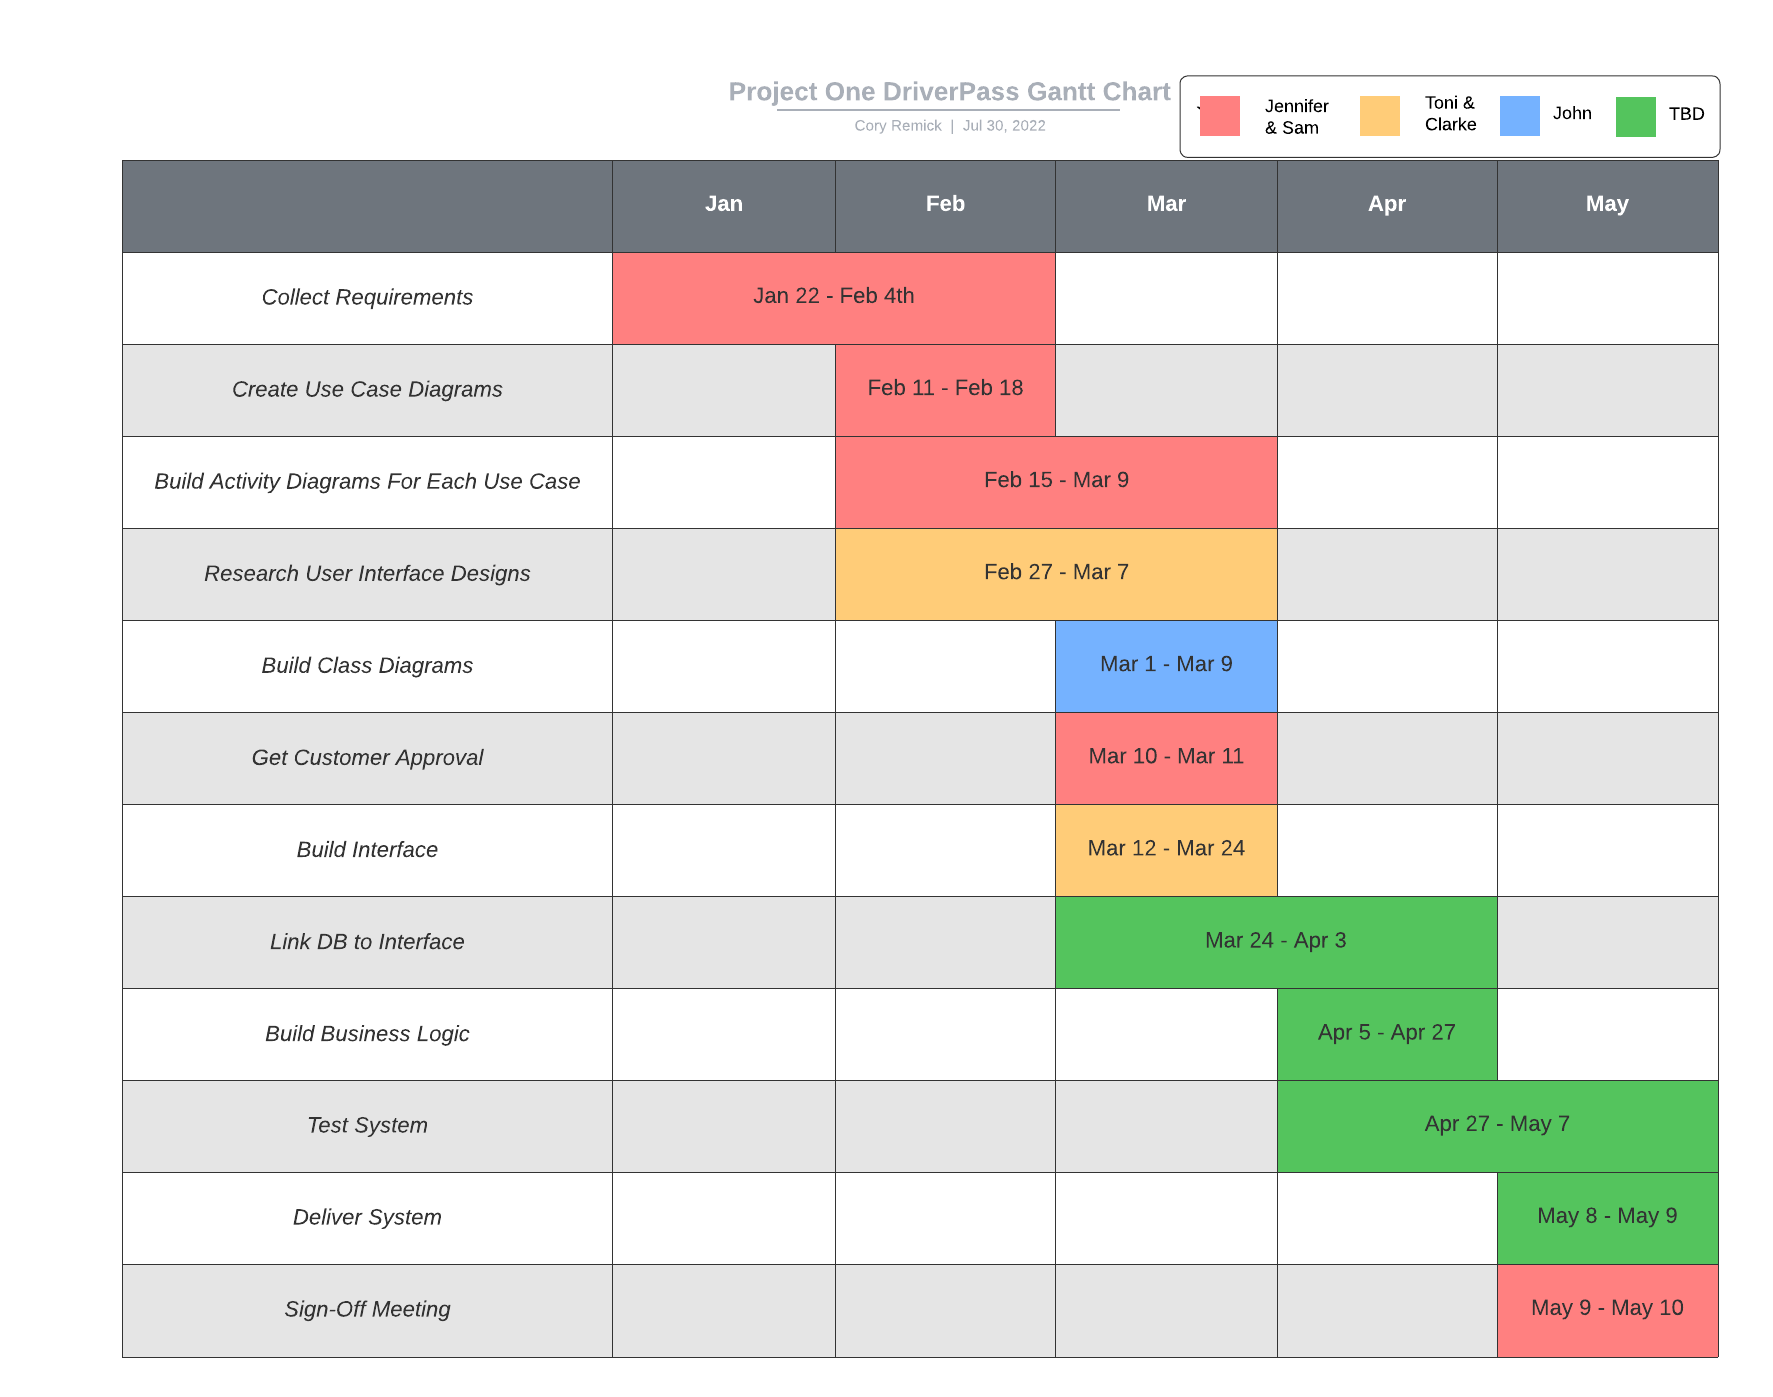 Project One DriverPass Gantt Chart
Cory Remick | Jul 30, 2022
Jennifer
& Sam
Toni &
Clarke
John
TBD
Jan
Feb
Mar
Apr
May
Collect Requirements
Jan 22 - Feb 4th
Create Use Case Diagrams
Feb 11 - Feb 18
Build Activity Diagrams For Each Use Case
Feb 15 - Mar 9
Research User Interface Designs
Feb 27 - Mar 7
Build Class Diagrams
Mar 1 - Mar 9
Get Customer Approval
Mar 10 - Mar 11
Build Interface
Mar 12 - Mar 24
Link DB to Interface
Mar 24 - Apr 3
Build Business Logic
Apr 5 - Apr 27
Test System
Apr 27 - May 7
Deliver System
May 8 - May 9
Sign-Off Meeting
May 9 - May 10